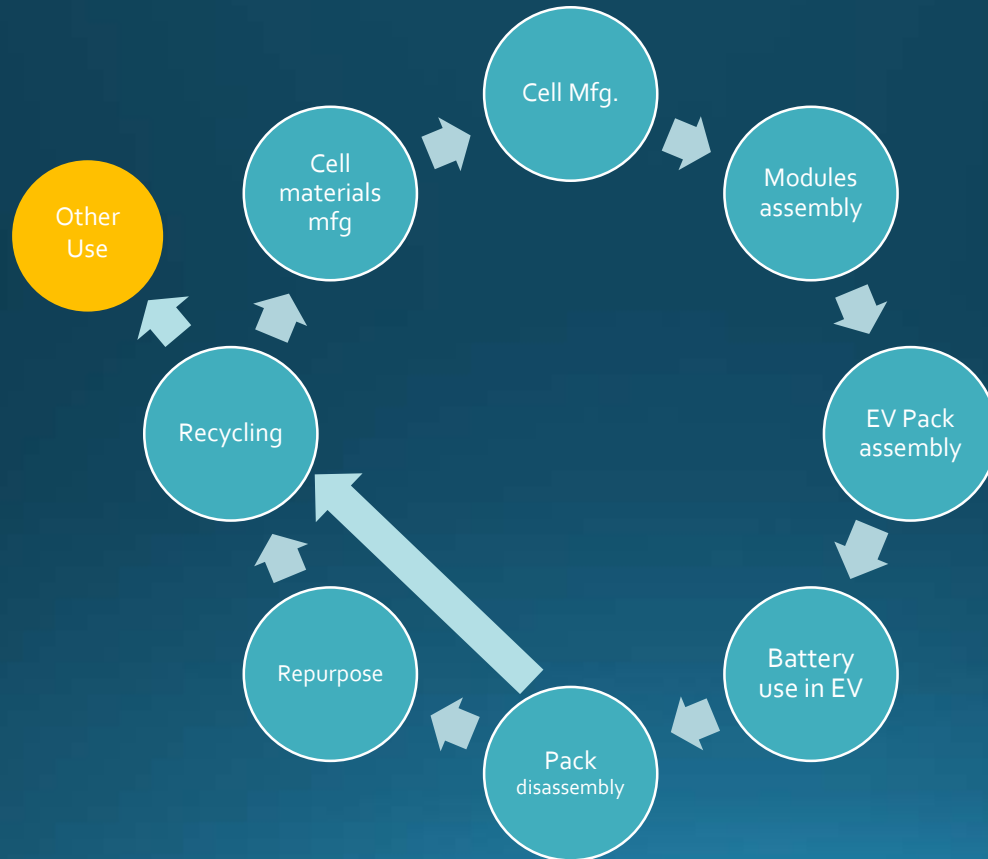 Cell Mfg.
Modules
assembly
EV Pack
assembly
Battery
use in EV
Pack
disassembly
Repurpose
Recycling
Cell
materials
mfg
Other
Use